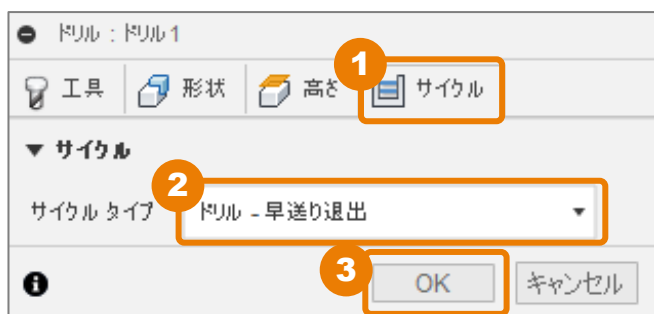 ドリル : ドリル 1
1
工具 形状 高さ サイクル
▼ サイクル
2
サイクル タイプ ドリル - 早送り退出
3
OK キャンセル